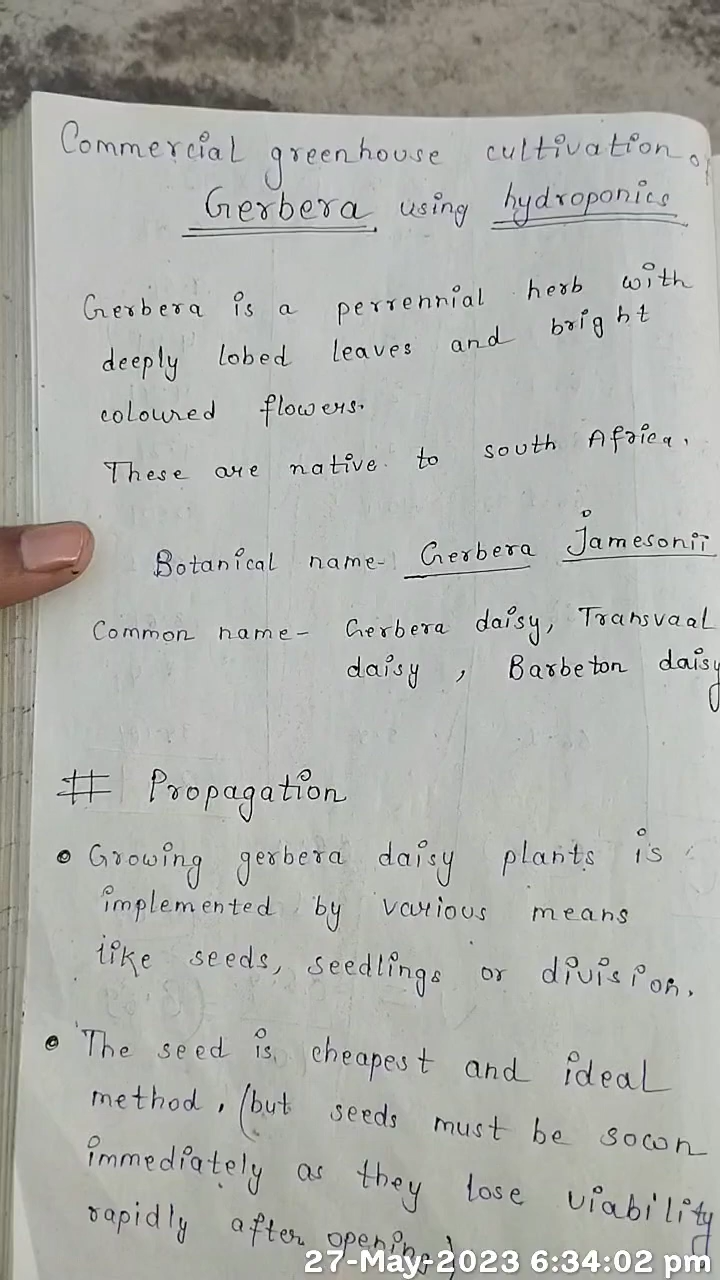 Commercial greenhouse cultivation of
Gerbera using hydroponics
Gerbera is a perrennial herb with
deeply lobed leaves and bright
coloured flowers.
These are native to south Africa.
Botanical name- Gerbera Jamesonii
Common name- Gerbera daisy, Transvaal
daisy, Barbeton daisy
# Propagation
• Growing gerbera daisy plants is
implemented by various means
like seeds, seedlings or division.
• The seed is cheapest and ideal
method, (but seeds must be sown
immediately as they lose viability
rapidly after opening)
27-May-2023 6:34:02 pm